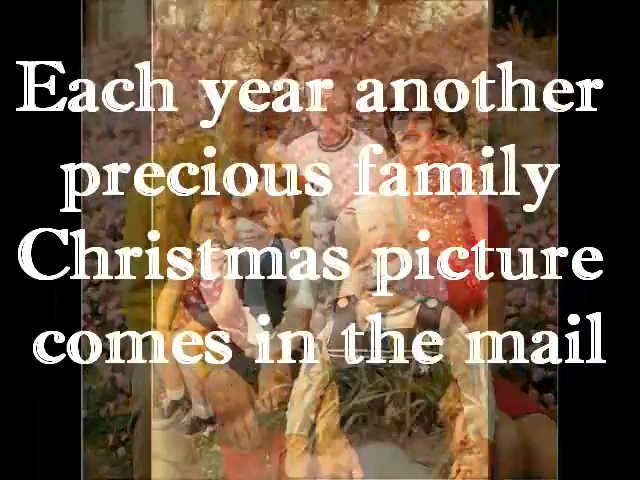 Each year another
precious family
Christmas picture
comes in the mail